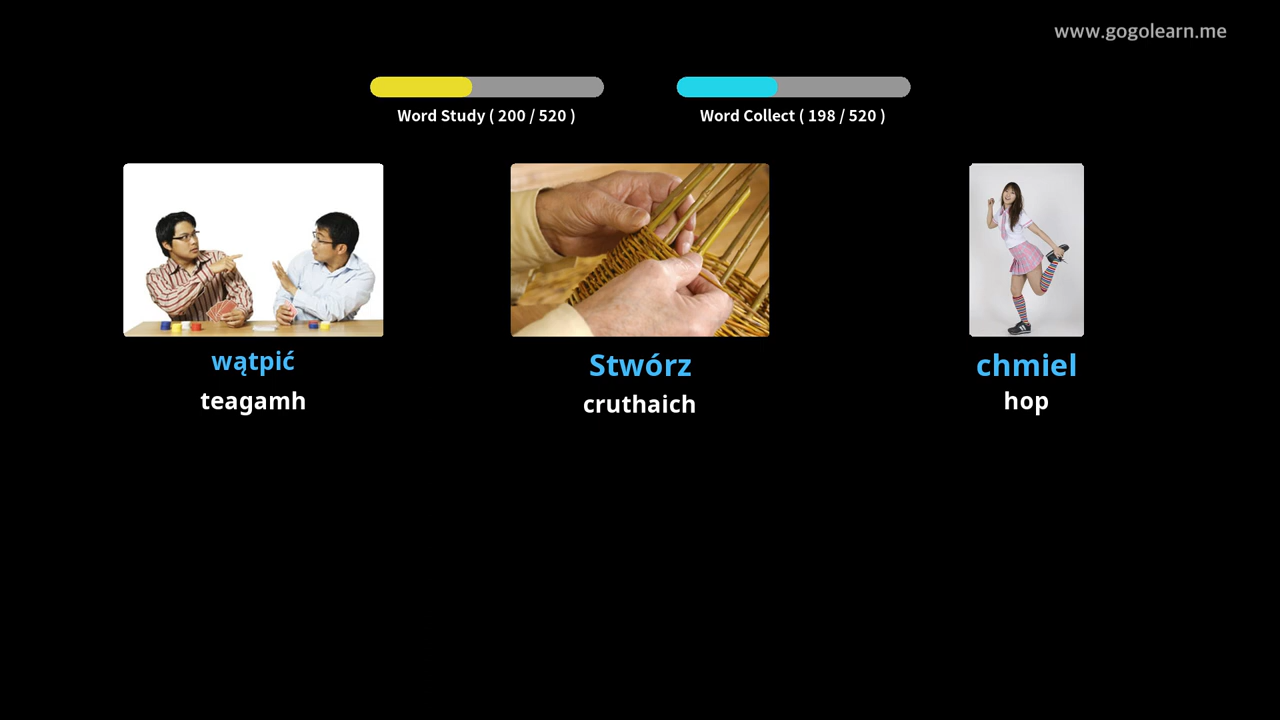 www.gogolearn.me
Word Study ( 200 / 520 )
Word Collect ( 198 / 520 )
wątpić
teagamh
Stwórz
cruthaich
chmiel
hop